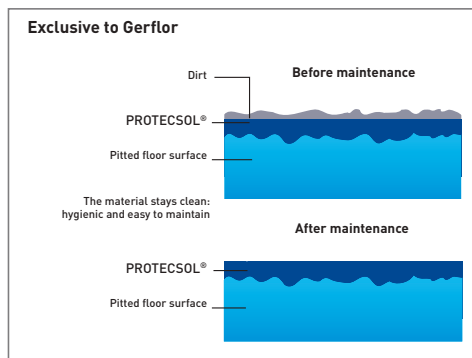 Exclusive to Gerflor
Before maintenance
Dirt
PROTECSOL®
Pitted floor surface
The material stays clean:
hygienic and easy to maintain
After maintenance
PROTECSOL®
Pitted floor surface